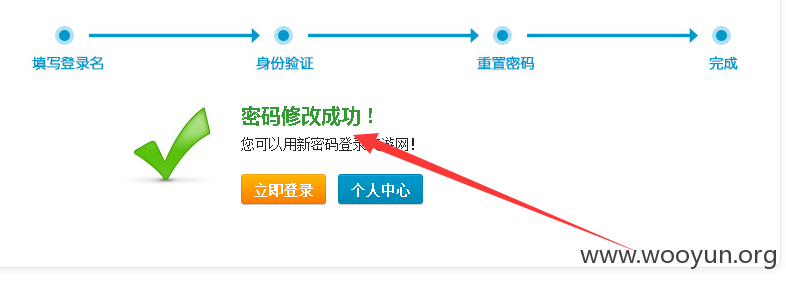 填写登录名 身份验证 重置密码 完成
密码修改成功！
您可以用新密码登录游网！
立即登录 个人中心
www.wooyun.org